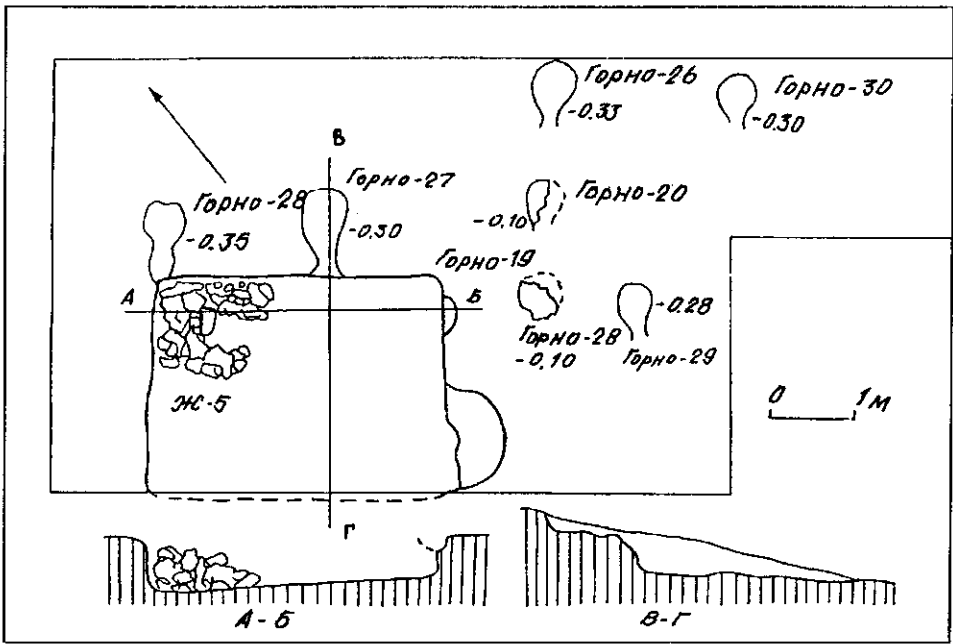 Горно-26
-0.33
Горно-30
-0.30
В
Горно-27
-0.30
Горно-28
-0.35
Горно-20
-0.10
Горно-19
А
Б
Горно-28
-0.10
-0.28
Горно-29
Ж-5
0 1м
Г
А-Б
В-Г